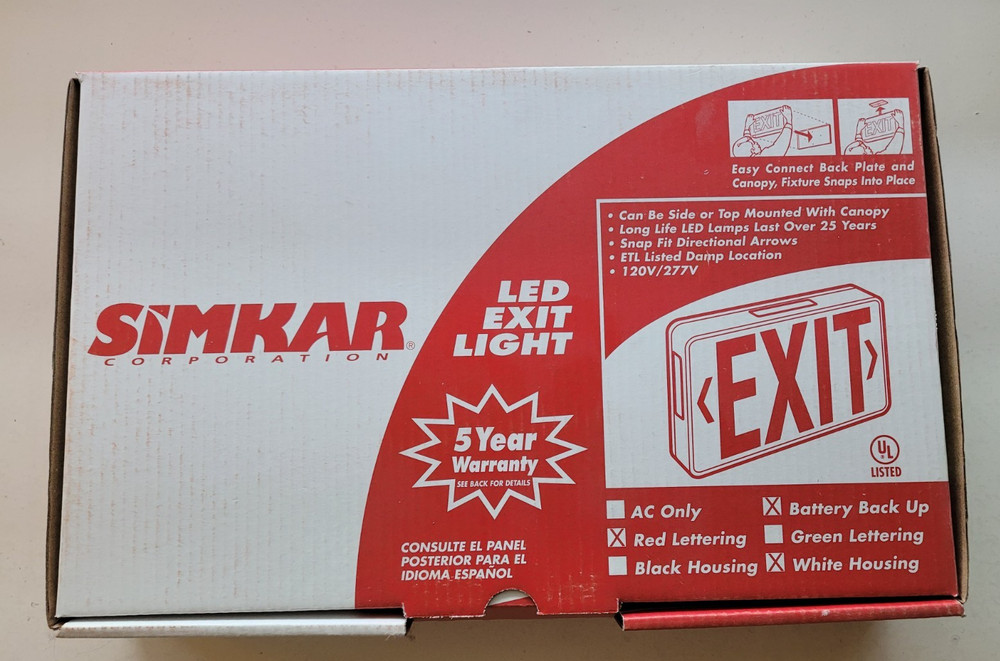 EXIT
EXIT
Easy Connect Back Plate and
Canopy, Fixture Snaps Into Place
• Can Be Side or Top Mounted With Canopy
• Long Life LED Lamps Last Over 25 Years
• Snap Fit Directional Arrows
• ETL Listed Damp Location
• 120V/277V
SIMKAR®
CORPORATION
LED
EXIT
LIGHT
EXIT
5 Year
Warranty
SEE BACK FOR DETAILS
UL
®
LISTED
AC Only
Battery Back Up
Red Lettering
Green Lettering
Black Housing
White Housing
CONSULTE EL PANEL
POSTERIOR PARA EL
IDIOMA ESPAÑOL